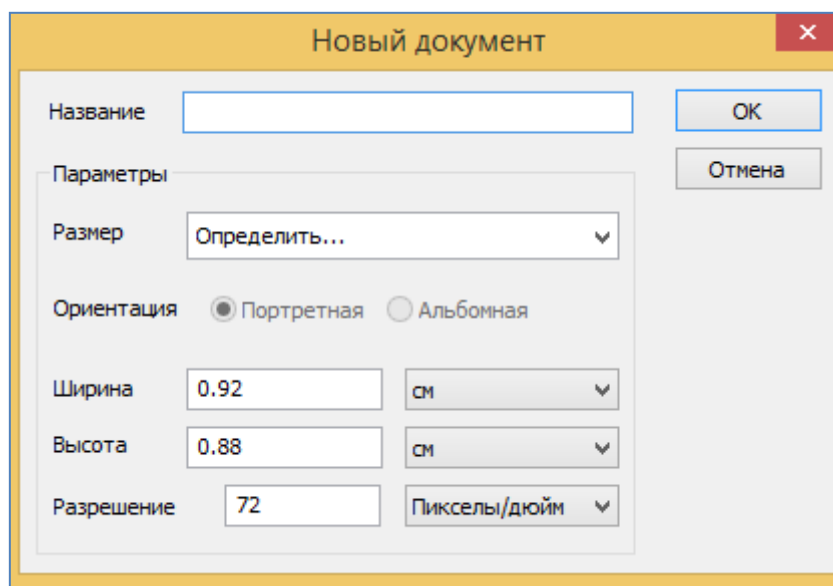 Новый документ
Название
OK
Параметры
Отмена
Размер Определить...
Ориентация Портретная Альбомная
Ширина 0.92 см
Высота 0.88 см
Разрешение 72 Пикселы/дюйм